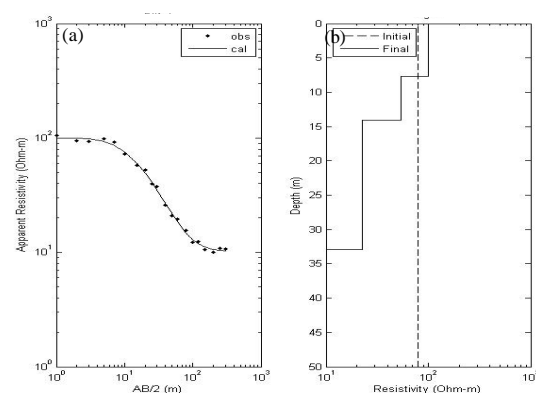 (a)
obs
cal
10³
10²
10¹
10⁰
Apparent Resistivity (Ohm-m)
10⁰
10¹
10²
10³
AB/2 (m)
(b)
Initial
Final
0
5
10
15
20
25
30
35
40
45
50
Depth (m)
10¹
10²
10³
Resistivity (Ohm-m)